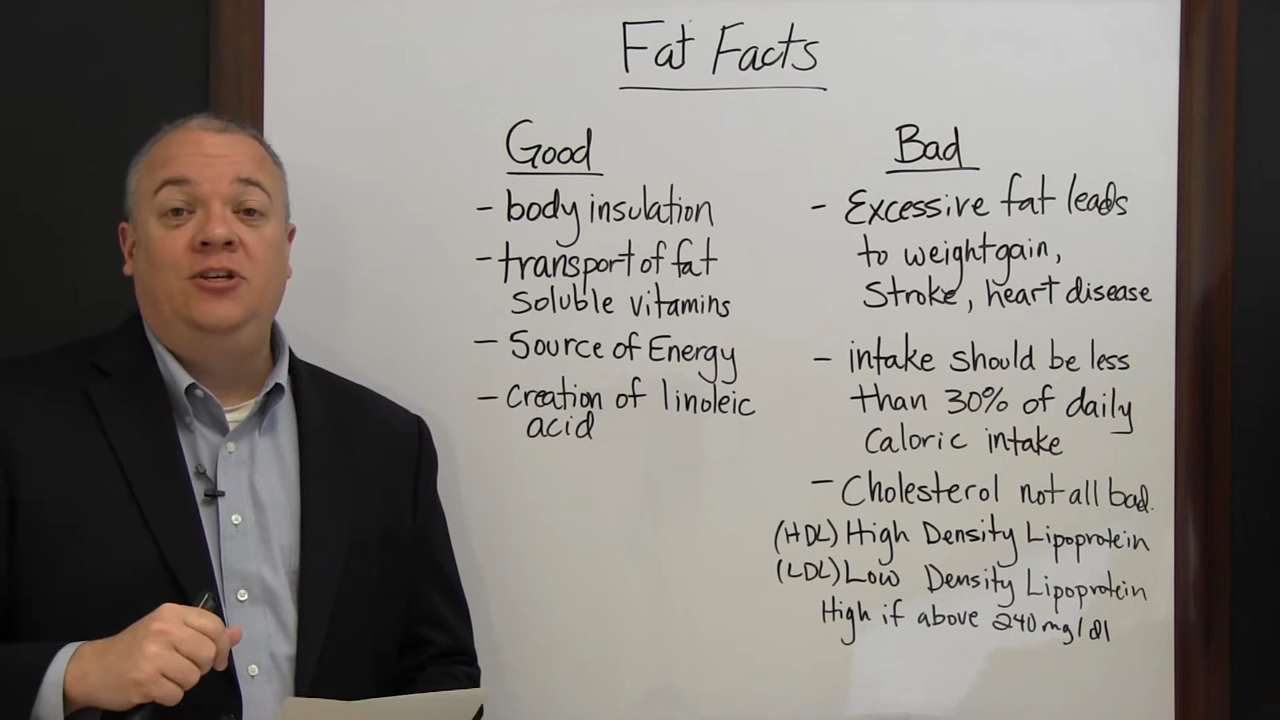 Fat Facts
Good
- body insulation
- transport of fat
soluble vitamins
- Source of Energy
- Creation of linoleic
acid
Bad
- Excessive fat leads
to weight gain,
Stroke, heart disease
- intake should be less
than 30% of daily
Caloric intake
- Cholesterol not all bad.
(HDL) High Density Lipoprotein
(LDL) Low Density Lipoprotein
High if above 240 mg/dl